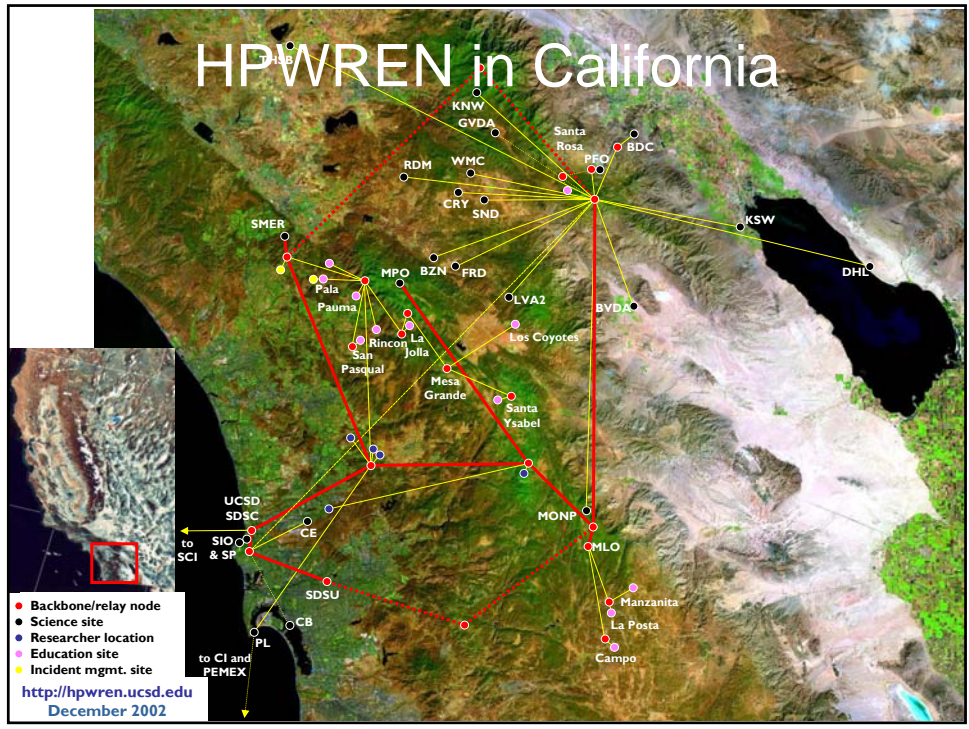 HPWREN in California
THSB
KNW
GVDA
Santa
Rosa
BDC
PFO
RDM
WMC
CRY
SND
SMER
KSW
BZN
FRD
MPO
DHL
Pala
Pauma
LVA2
BVDA
Los Coyotes
Rincon
La
Jolla
San
Pasqual
Mesa
Grande
Santa
Ysabel
UCSD
SDSC
MONP
CE
to
SCI
SIO
& SP
MLO
SDSU
Manzanita
La Posta
CB
PL
Campo
to CI and
PEMEX
Backbone/relay node
Science site
Researcher location
Education site
Incident mgmt. site
http://hpwren.ucsd.edu
December 2002